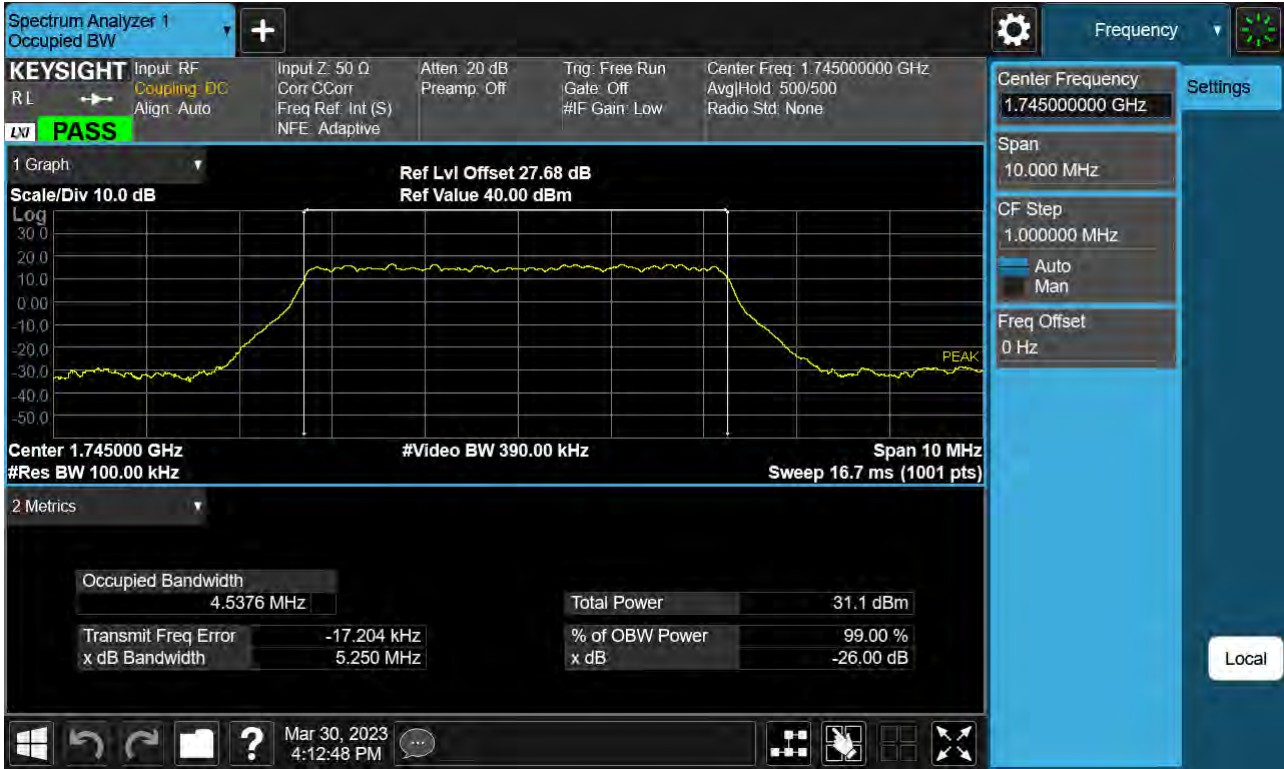 Spectrum Analyzer 1
Occupied BW
Frequency
KEYSIGHT
RL
LXI
PASS
Input: RF
Coupling: DC
Align: Auto
Input Z: 50 Ω
Corr CCorr
Freq Ref: Int (S)
NFE: Adaptive
Atten: 20 dB
Preamp: Off
Trig: Free Run
Gate: Off
#IF Gain: Low
Center Freq: 1.745000000 GHz
Avg|Hold: 500/500
Radio Std: None
Center Frequency
1.745000000 GHz
Settings
Span
10.000 MHz
CF Step
1.000000 MHz
Auto
Man
Freq Offset
0 Hz
Local
1 Graph
Scale/Div 10.0 dB
Ref Lvl Offset 27.68 dB
Ref Value 40.00 dBm
Log
30.0
20.0
10.0
0.00
-10.0
-20.0
-30.0
-40.0
-50.0
PEAK
Center 1.745000 GHz
#Video BW 390.00 kHz
Span 10 MHz
#Res BW 100.00 kHz
Sweep 16.7 ms (1001 pts)
2 Metrics
Occupied Bandwidth
4.5376 MHz
Total Power 31.1 dBm
Transmit Freq Error -17.204 kHz
% of OBW Power 99.00 %
x dB Bandwidth 5.250 MHz
x dB -26.00 dB
?
Mar 30, 2023
4:12:48 PM